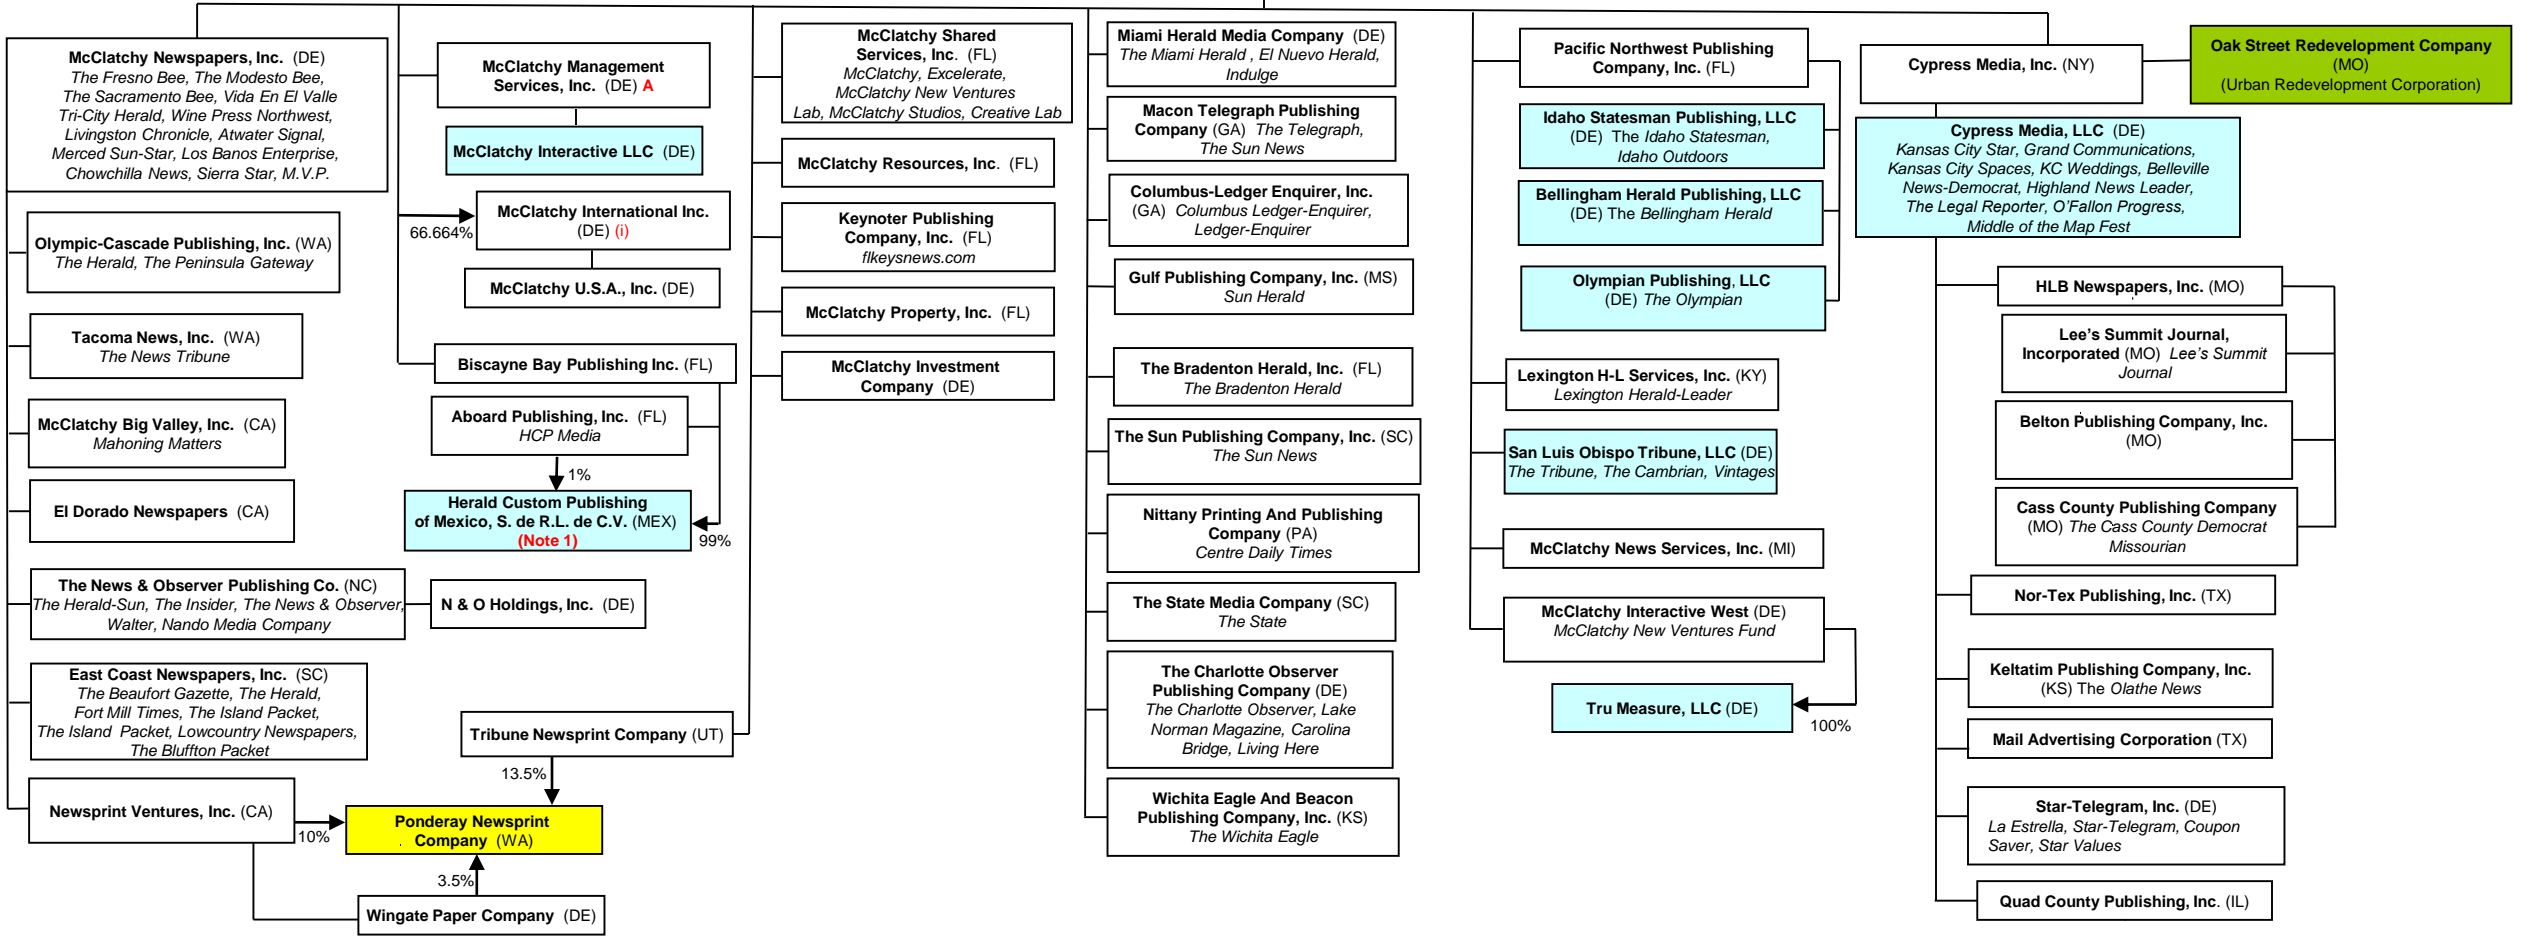 McClatchy Newspapers, Inc. (DE)
The Fresno Bee, The Modesto Bee,
The Sacramento Bee, Vida En El Valle
Tri-City Herald, Wine Press Northwest,
Livingston Chronicle, Atwater Signal,
Merced Sun-Star, Los Banos Enterprise,
Chowchilla News, Sierra Star, M.V.P.
Olympic-Cascade Publishing, Inc. (WA)
The Herald, The Peninsula Gateway
Tacoma News, Inc. (WA)
The News Tribune
McClatchy Big Valley, Inc. (CA)
Mahoning Matters
El Dorado Newspapers (CA)
The News & Observer Publishing Co. (NC)
The Herald-Sun, The Insider, The News & Observer,
Walter, Nando Media Company
N & O Holdings, Inc. (DE)
East Coast Newspapers, Inc. (SC)
The Beaufort Gazette, The Herald,
Fort Mill Times, The Island Packet,
The Island Packet, Lowcountry Newspapers,
The Bluffton Packet
Newsprint Ventures, Inc. (CA)
10%
Ponderay Newsprint
Company (WA)
3.5%
Wingate Paper Company (DE)
McClatchy Management
Services, Inc. (DE) A
McClatchy Interactive LLC (DE)
66.664%
McClatchy International Inc.
(DE) (i)
McClatchy U.S.A., Inc. (DE)
Biscayne Bay Publishing Inc. (FL)
Aboard Publishing, Inc. (FL)
HCP Media
1%
Herald Custom Publishing
of Mexico, S. de R.L. de C.V. (MEX)
(Note 1)
99%
Tribune Newsprint Company (UT)
13.5%
McClatchy Shared
Services, Inc. (FL)
McClatchy, Excelerate,
McClatchy New Ventures
Lab, McClatchy Studios, Creative Lab
McClatchy Resources, Inc. (FL)
Keynoter Publishing
Company, Inc. (FL)
flkeysnews.com
McClatchy Property, Inc. (FL)
McClatchy Investment
Company (DE)
Miami Herald Media Company (DE)
The Miami Herald , El Nuevo Herald,
Indulge
Macon Telegraph Publishing
Company (GA) The Telegraph,
The Sun News
Columbus-Ledger Enquirer, Inc.
(GA) Columbus Ledger-Enquirer,
Ledger-Enquirer
Gulf Publishing Company, Inc. (MS)
Sun Herald
The Bradenton Herald, Inc. (FL)
The Bradenton Herald
The Sun Publishing Company, Inc. (SC)
The Sun News
Nittany Printing And Publishing
Company (PA)
Centre Daily Times
The State Media Company (SC)
The State
The Charlotte Observer
Publishing Company (DE)
The Charlotte Observer, Lake
Norman Magazine, Carolina
Bridge, Living Here
Wichita Eagle And Beacon
Publishing Company, Inc. (KS)
The Wichita Eagle
Pacific Northwest Publishing
Company, Inc. (FL)
Idaho Statesman Publishing, LLC
(DE) The Idaho Statesman,
Idaho Outdoors
Bellingham Herald Publishing, LLC
(DE) The Bellingham Herald
Olympian Publishing, LLC
(DE) The Olympian
Lexington H-L Services, Inc. (KY)
Lexington Herald-Leader
San Luis Obispo Tribune, LLC (DE)
The Tribune, The Cambrian, Vintages
McClatchy News Services, Inc. (MI)
McClatchy Interactive West (DE)
McClatchy New Ventures Fund
Tru Measure, LLC (DE)
100%
Cypress Media, Inc. (NY)
Oak Street Redevelopment Company
(MO)
(Urban Redevelopment Corporation)
Cypress Media, LLC (DE)
Kansas City Star, Grand Communications,
Kansas City Spaces, KC Weddings, Belleville
News-Democrat, Highland News Leader,
The Legal Reporter, O'Fallon Progress,
Middle of the Map Fest
HLB Newspapers, Inc. (MO)
Lee's Summit Journal,
Incorporated (MO) Lee's Summit
Journal
Belton Publishing Company, Inc.
(MO)
Cass County Publishing Company
(MO) The Cass County Democrat
Missourian
Nor-Tex Publishing, Inc. (TX)
Keltatim Publishing Company, Inc.
(KS) The Olathe News
Mail Advertising Corporation (TX)
Star-Telegram, Inc. (DE)
La Estrella, Star-Telegram, Coupon
Saver, Star Values
Quad County Publishing, Inc. (IL)